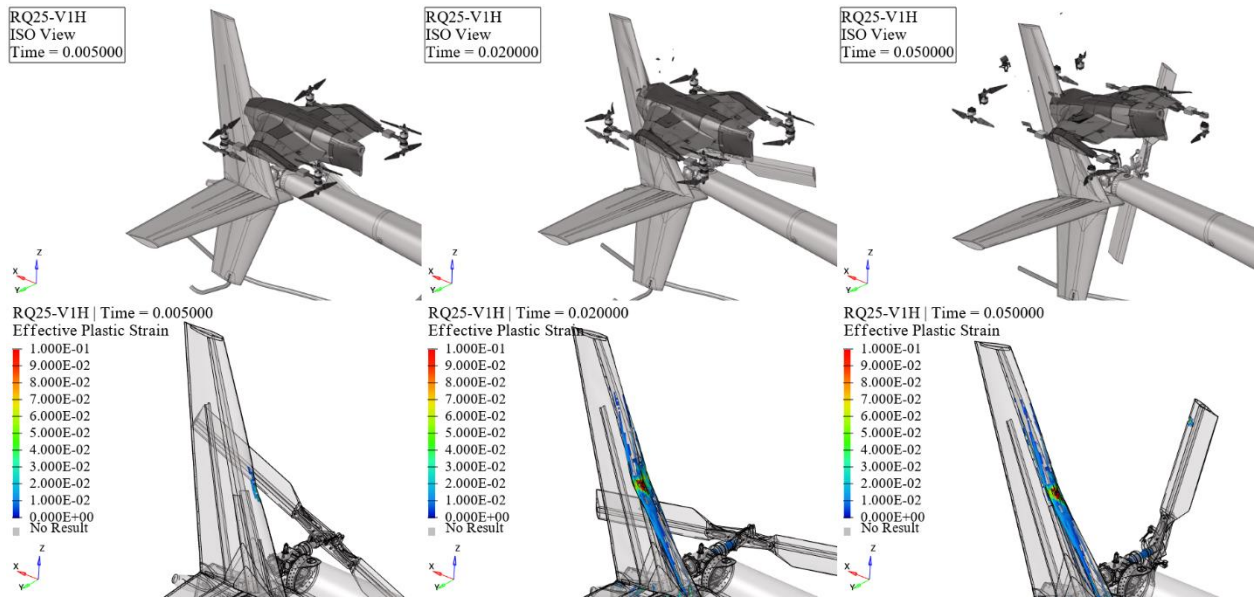 RQ25-V1H
ISO View
Time = 0.005000
Z
X
Y
RQ25-V1H
ISO View
Time = 0.020000
Z
X
Y
RQ25-V1H
ISO View
Time = 0.050000
Z
X
Y
RQ25-V1H | Time = 0.005000
Effective Plastic Strain
1.000E-01
9.000E-02
8.000E-02
7.000E-02
6.000E-02
5.000E-02
4.000E-02
3.000E-02
2.000E-02
1.000E-02
0.000E+00
No Result
Z
X
Y
RQ25-V1H | Time = 0.020000
Effective Plastic Strain
1.000E-01
9.000E-02
8.000E-02
7.000E-02
6.000E-02
5.000E-02
4.000E-02
3.000E-02
2.000E-02
1.000E-02
0.000E+00
No Result
Z
X
Y
RQ25-V1H | Time = 0.050000
Effective Plastic Strain
1.000E-01
9.000E-02
8.000E-02
7.000E-02
6.000E-02
5.000E-02
4.000E-02
3.000E-02
2.000E-02
1.000E-02
0.000E+00
No Result
Z
X
Y